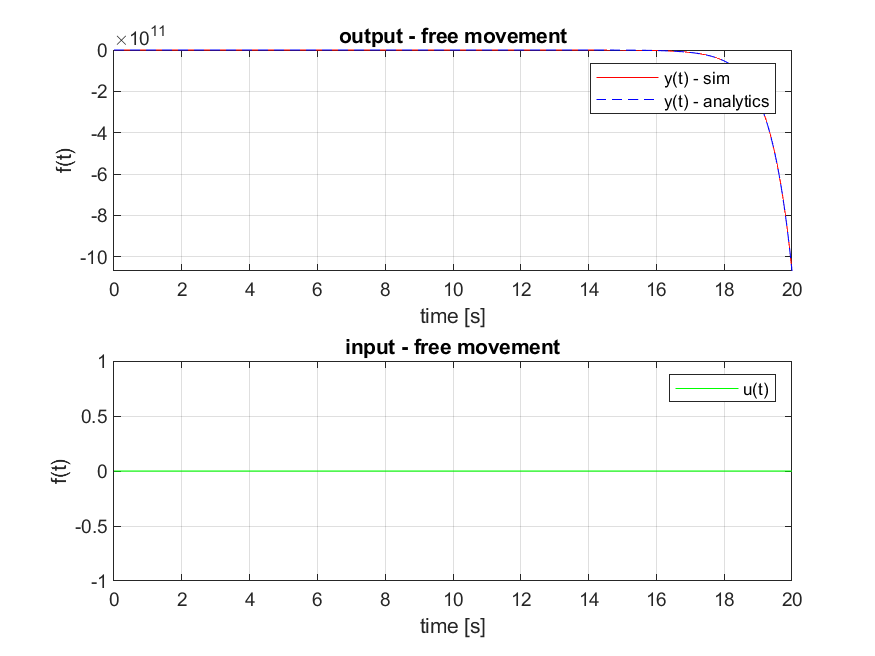 output - free movement
×10^11
0
-2
-4
-6
-8
-10
f(t)
y(t) - sim
y(t) - analytics
0 2 4 6 8 10 12 14 16 18 20
time [s]
input - free movement
1
0.5
0
-0.5
-1
f(t)
u(t)
0 2 4 6 8 10 12 14 16 18 20
time [s]